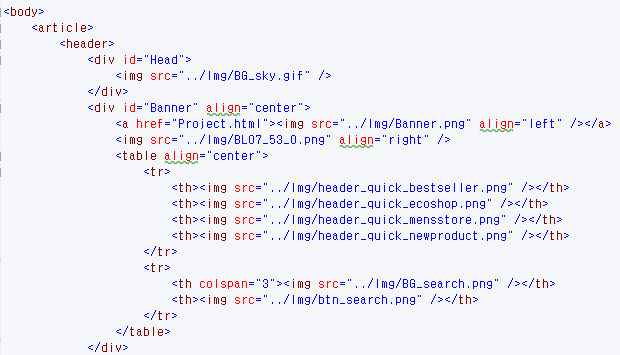 <body>
<article>
<header>
<div id="Head">
<img src="../Img/BG_sky.gif" />
</div>
<div id="Banner" align="center">
<a href="Project.html"><img src="../Img/Banner.png" align="left" /></a>
<img src="../Img/BL07_53_0.png" align="right" />
<table align="center">
<tr>
<th><img src="../Img/header_quick_bestseller.png" /></th>
<th><img src="../Img/header_quick_ecoshop.png" /></th>
<th><img src="../Img/header_quick_mensstore.png" /></th>
<th><img src="../Img/header_quick_newproduct.png" /></th>
</tr>
<tr>
<th colspan="3"><img src="../Img/BG_search.png" /></th>
<th><img src="../Img/btn_search.png" /></th>
</tr>
</table>
</div>